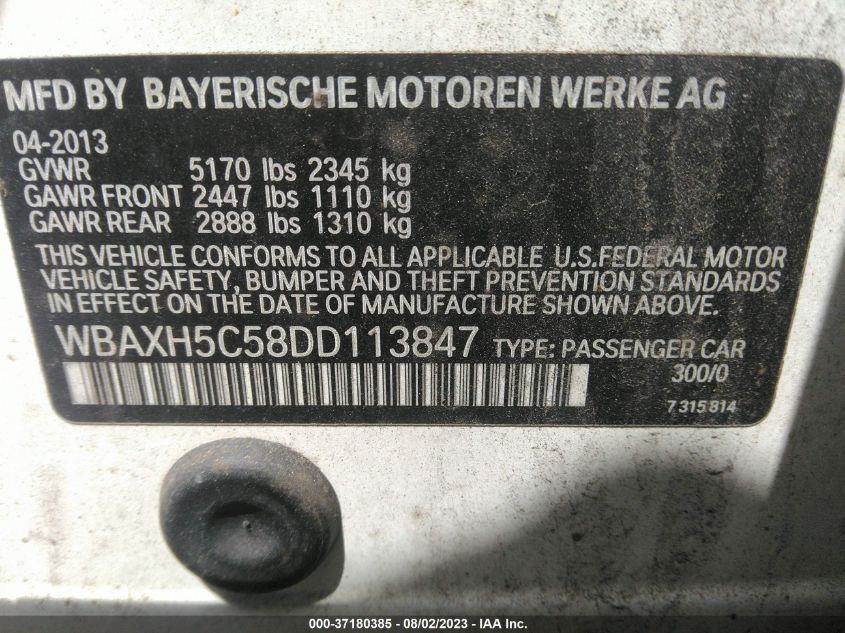 MFD BY BAYERISCHE MOTOREN WERKE AG
04-2013
GVWR 5170 lbs 2345 kg
GAWR FRONT 2447 lbs 1110 kg
GAWR REAR 2888 lbs 1310 kg
THIS VEHICLE CONFORMS TO ALL APPLICABLE U.S.FEDERAL MOTOR
VEHICLE SAFETY, BUMPER AND THEFT PREVENTION STANDARDS
IN EFFECT ON THE DATE OF MANUFACTURE SHOWN ABOVE.
WBAXH5C58DD113847 TYPE: PASSENGER CAR
300/0
7 315 814
000-37180385 - 08/02/2023 - IAA Inc.